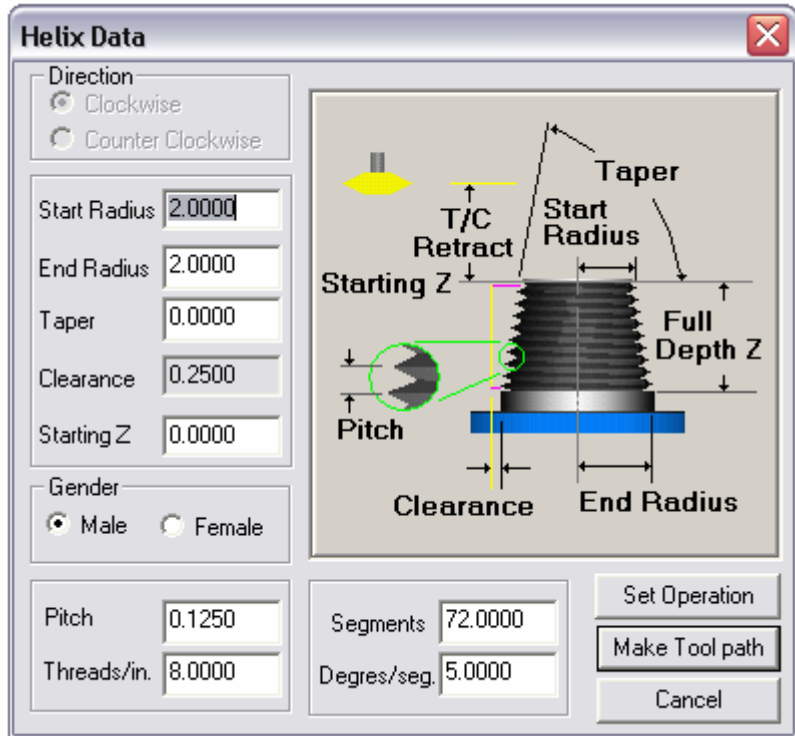 Helix Data
Direction
Clockwise
Counter Clockwise
Start Radius 2.0000
End Radius 2.0000
Taper 0.0000
Clearance 0.2500
Starting Z 0.0000
Gender
Male Female
Pitch 0.1250
Threads/in. 8.0000
Taper
T/C
Retract
Start
Radius
Starting Z
Full
Depth Z
Pitch
Clearance
End Radius
Segments 72.0000
Degres/seg. 5.0000
Set Operation
Make Tool path
Cancel